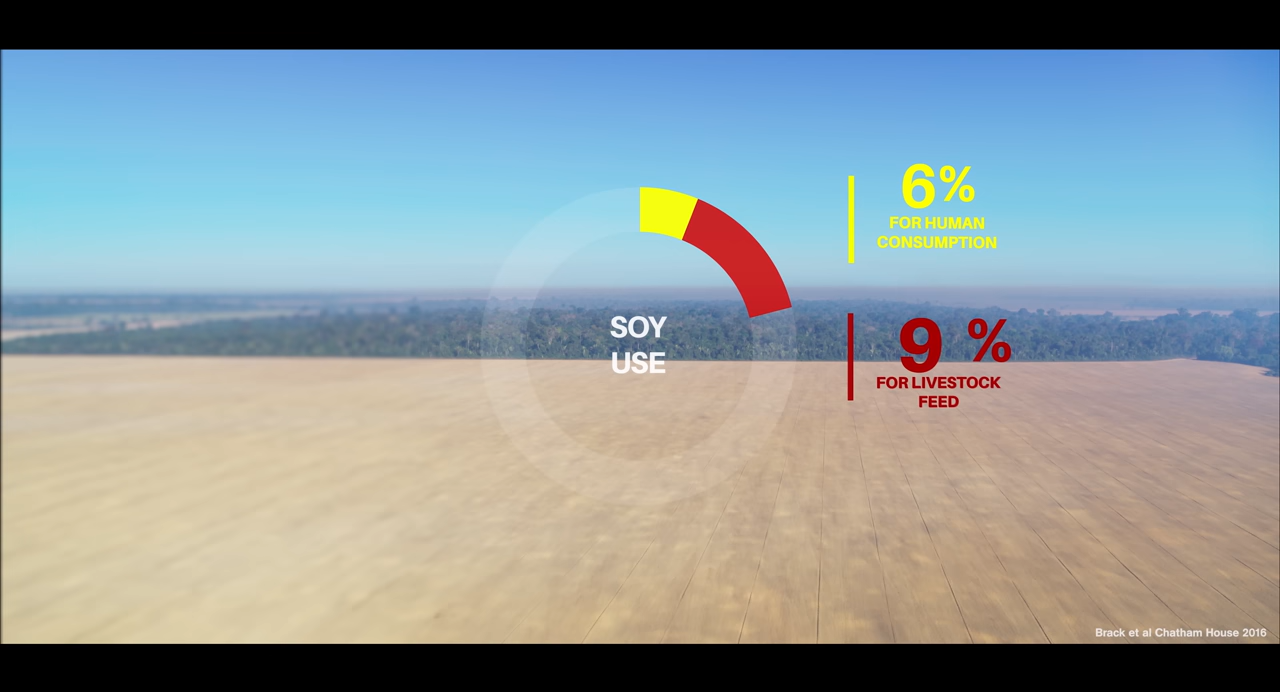 SOY
USE
6%
FOR HUMAN
CONSUMPTION
9 %
FOR LIVESTOCK
FEED
Brack et al Chatham House 2016